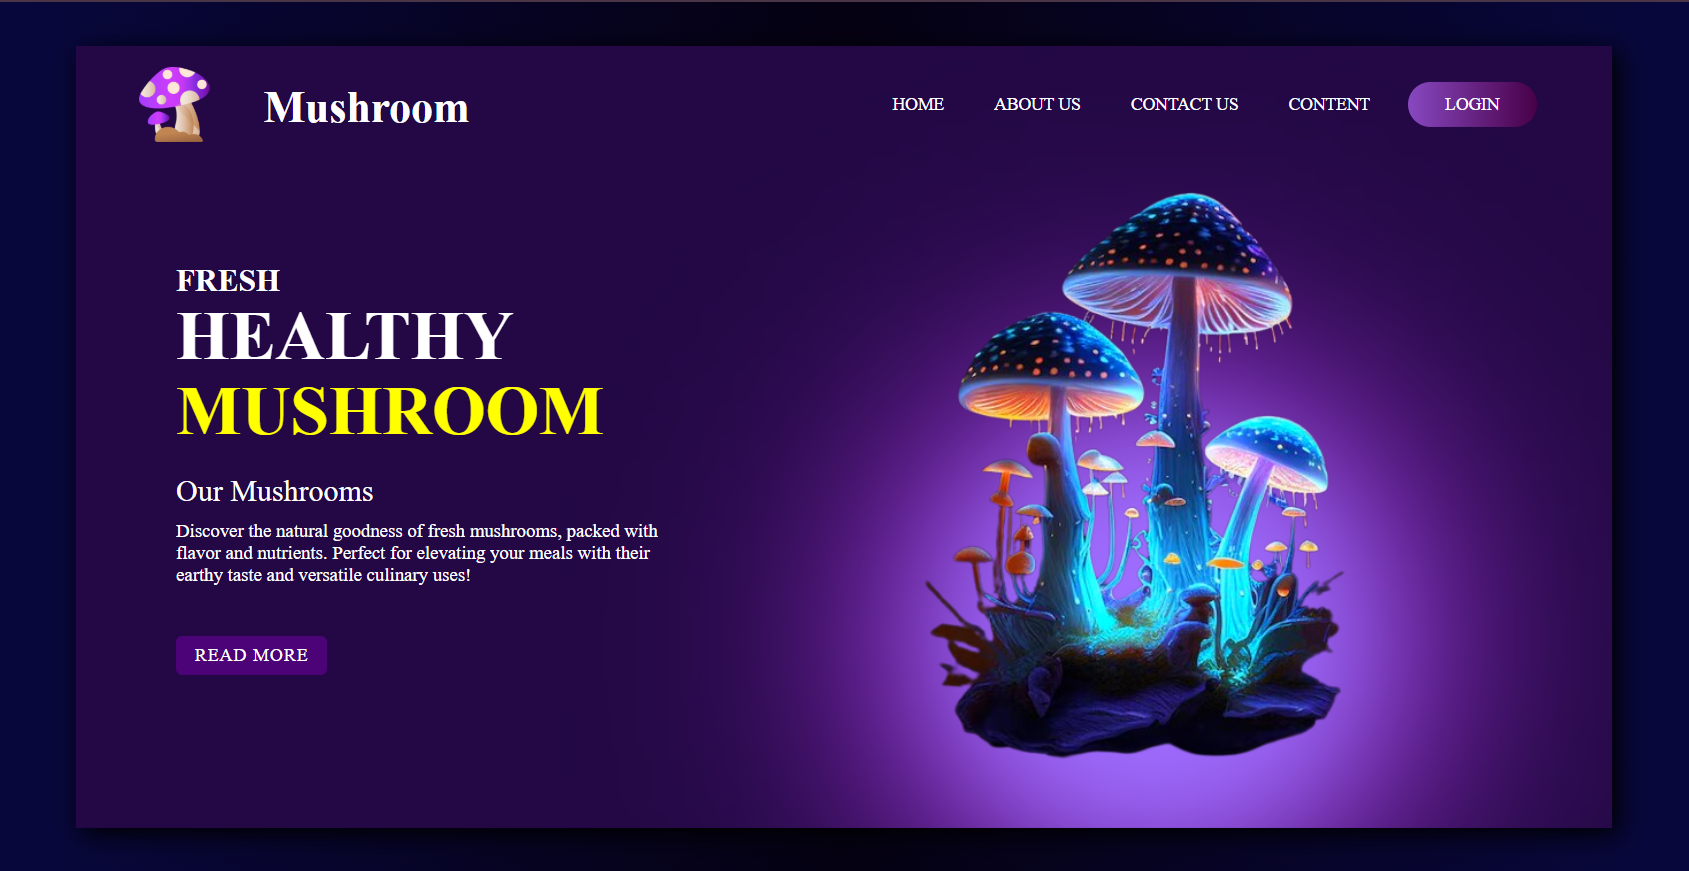 Mushroom
HOME ABOUT US CONTACT US CONTENT LOGIN
FRESH
HEALTHY
MUSHROOM
Our Mushrooms
Discover the natural goodness of fresh mushrooms, packed with
flavor and nutrients. Perfect for elevating your meals with their
earthy taste and versatile culinary uses!
READ MORE